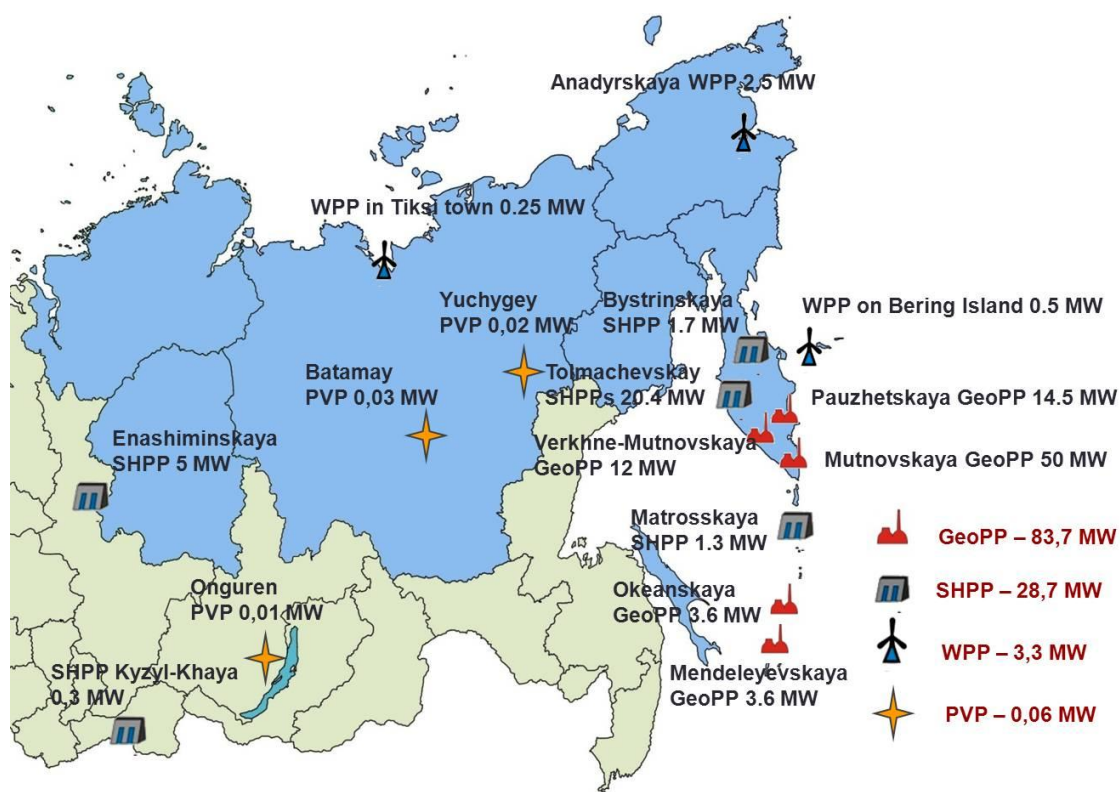 Anadyrskaya WPP 2.5 MW
WPP in Tiksi town 0.25 MW
Yuchygey
PVP 0,02 MW
Bystrinskaya
SHPP 1.7 MW
WPP on Bering Island 0.5 MW
Batamay
PVP 0,03 MW
Tolmachevskay
SHPPs 20.4 MW
Pauzhetskaya GeoPP 14.5 MW
Enashiminskaya
SHPP 5 MW
Verkhne-Mutnovskaya
GeoPP 12 MW
Mutnovskaya GeoPP 50 MW
Matrosskaya
SHPP 1.3 MW
Onguren
PVP 0,01 MW
Okeanskaya
GeoPP 3.6 MW
SHPP Kyzyl-Khaya
0,3 MW
Mendeleyevskaya
GeoPP 3.6 MW
GeoPP – 83,7 MW
SHPP – 28,7 MW
WPP – 3,3 MW
PVP – 0,06 MW